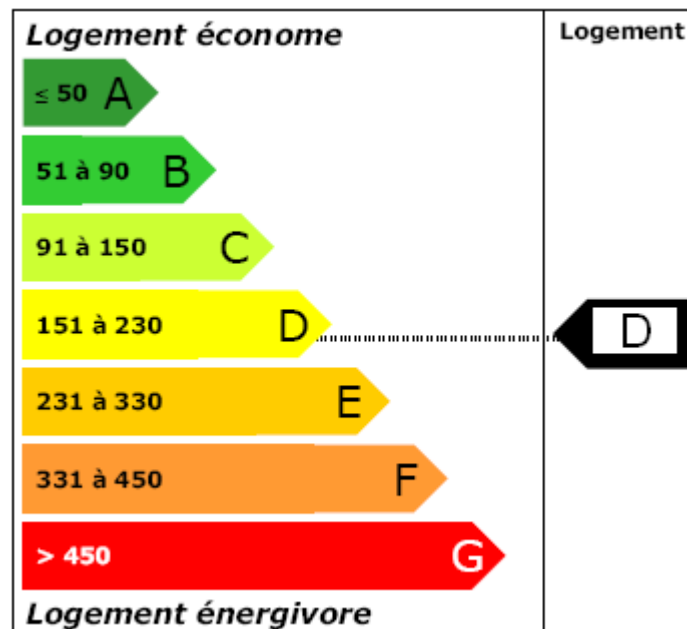 Logement économe
Logement
≤ 50 A
51 à 90 B
91 à 150 C
151 à 230 D
D
231 à 330 E
331 à 450 F
> 450 G
Logement énergivore